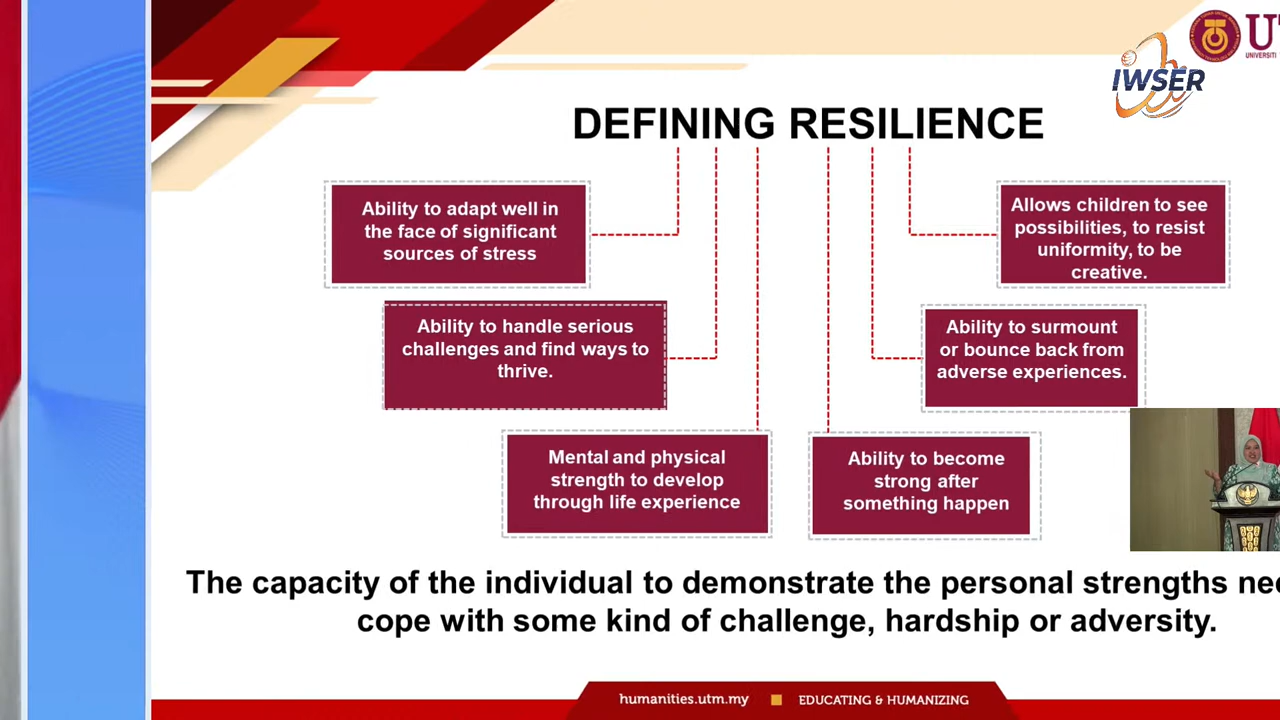 IWSER
UNIVERSITI
DEFINING RESILIENCE
Ability to adapt well in
the face of significant
sources of stress
Allows children to see
possibilities, to resist
uniformity, to be
creative.
Ability to handle serious
challenges and find ways to
thrive.
Ability to surmount
or bounce back from
adverse experiences.
Mental and physical
strength to develop
through life experience
Ability to become
strong after
something happen
The capacity of the individual to demonstrate the personal strengths
cope with some kind of challenge, hardship or adversity.
humanities.utm.my
EDUCATING & HUMANIZING